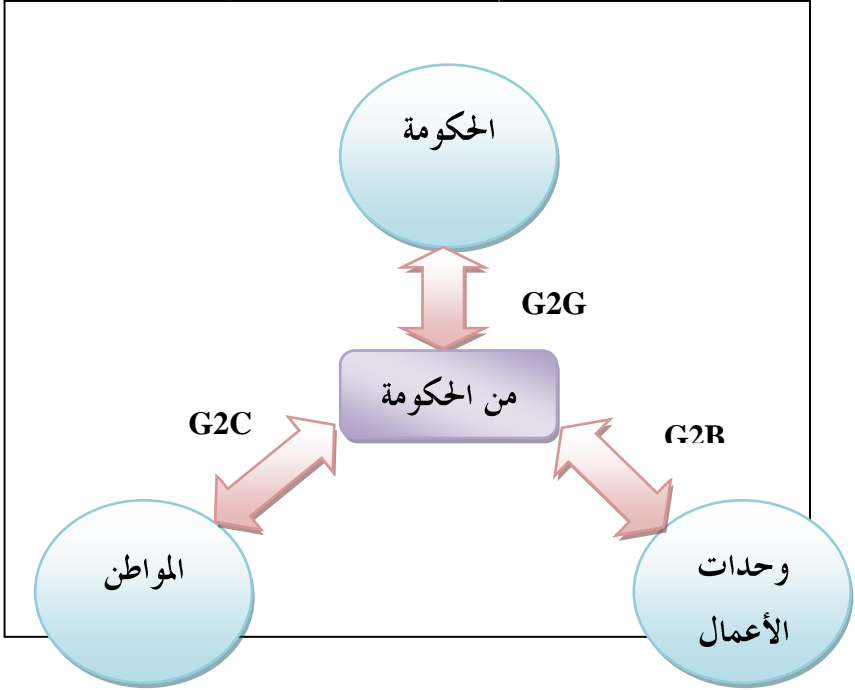 الحكومة
G2G
من الحكومة
G2C
G2B
المواطن
وحدات
الأعمال